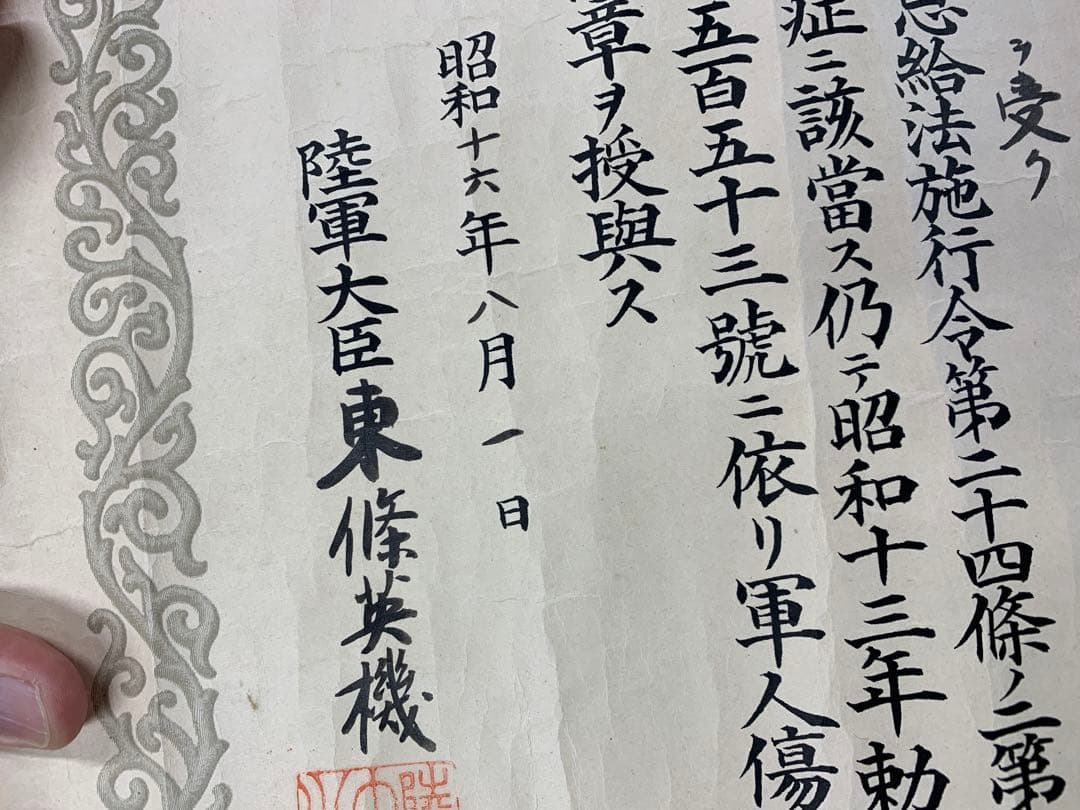 ヲ受ク
恩給法施行令第二十四條ノ二第
症ニ該當ス仍テ昭和十三年勅
五百五十三號ニ依リ軍人傷
章ヲ授與ス
昭和十六年八月一日
陸軍大臣東條英機
陸